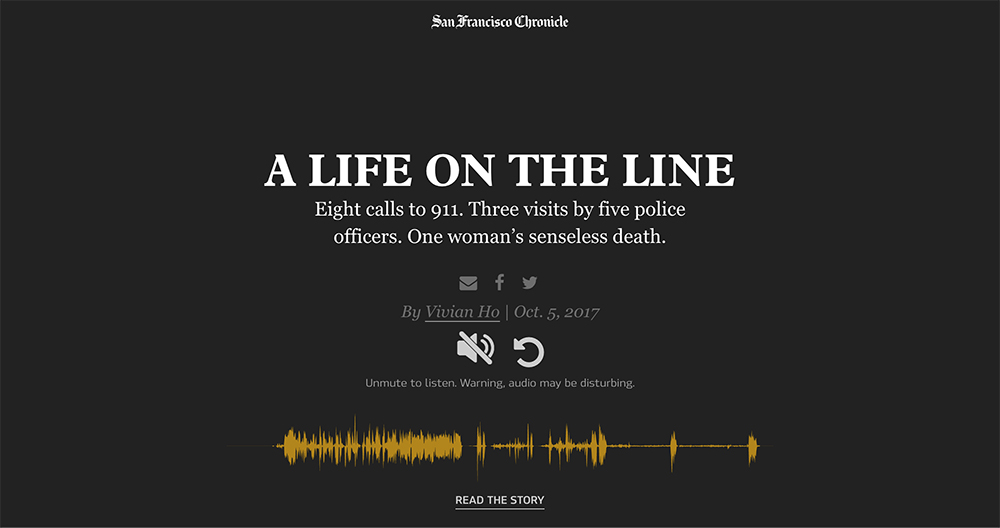 San Francisco Chronicle
A LIFE ON THE LINE
Eight calls to 911. Three visits by five police
officers. One woman’s senseless death.
By Vivian Ho | Oct. 5, 2017
Unmute to listen. Warning, audio may be disturbing.
READ THE STORY